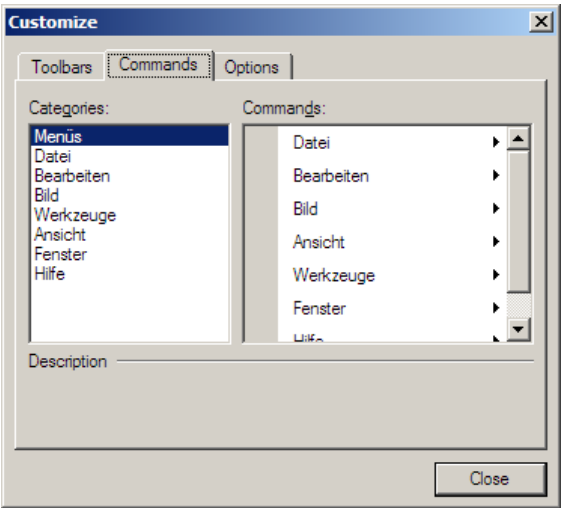 Customize
Toolbars Commands Options
Categories: Commands:
Menüs
Datei
Bearbeiten
Bild
Werkzeuge
Ansicht
Fenster
Hilfe
Datei
Bearbeiten
Bild
Ansicht
Werkzeuge
Fenster
Hilfe
Description
Close